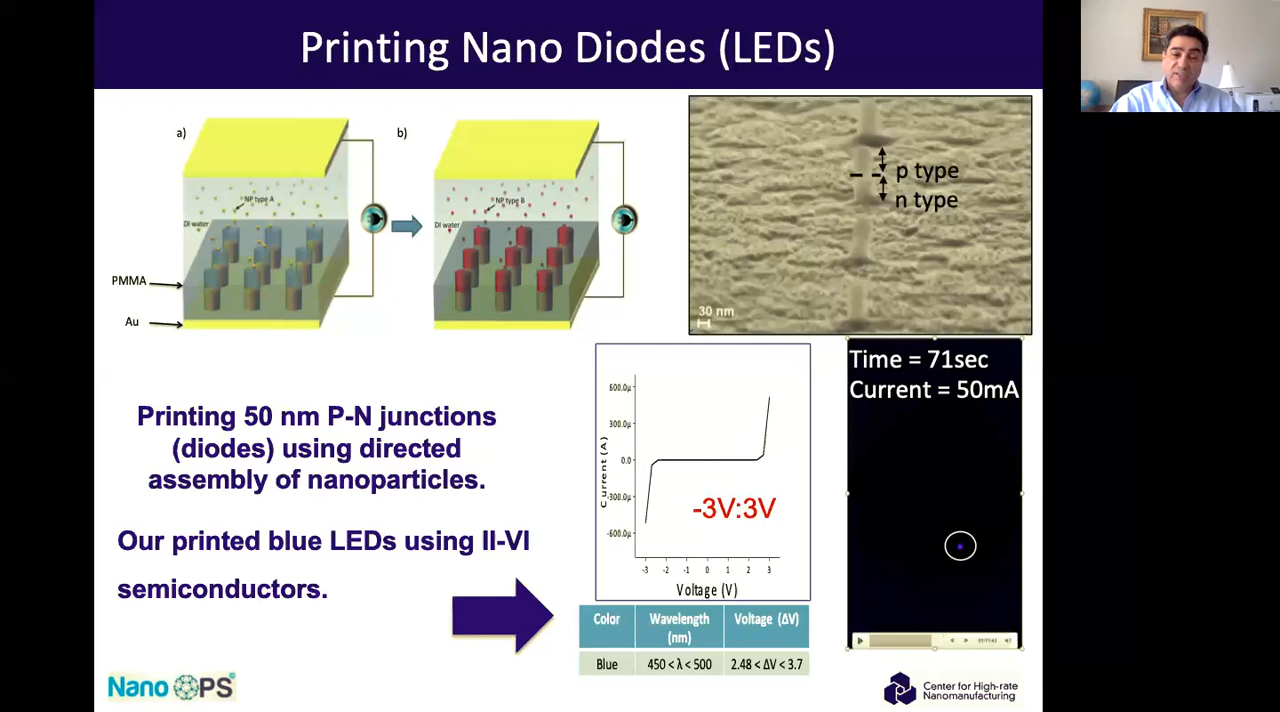 Printing Nano Diodes (LEDs)
a)
NP type A
DI water
PMMA
Au
b)
NP type B
DI water
p type
n type
30 nm
Printing 50 nm P-N junctions
(diodes) using directed
assembly of nanoparticles.
Our printed blue LEDs using II-VI
semiconductors.
Current (A)
600.0μ
300.0μ
0.0
-300.0μ
-600.0μ
-3V:3V
-3 -2 -1 0 1 2 3
Voltage (V)
Color Wavelength (nm) Voltage (ΔV)
Blue 450 < λ < 500 2.48 < ΔV < 3.7
Time = 71sec
Current = 50mA
Nano OPS
Center for High-rate
Nanomanufacturing